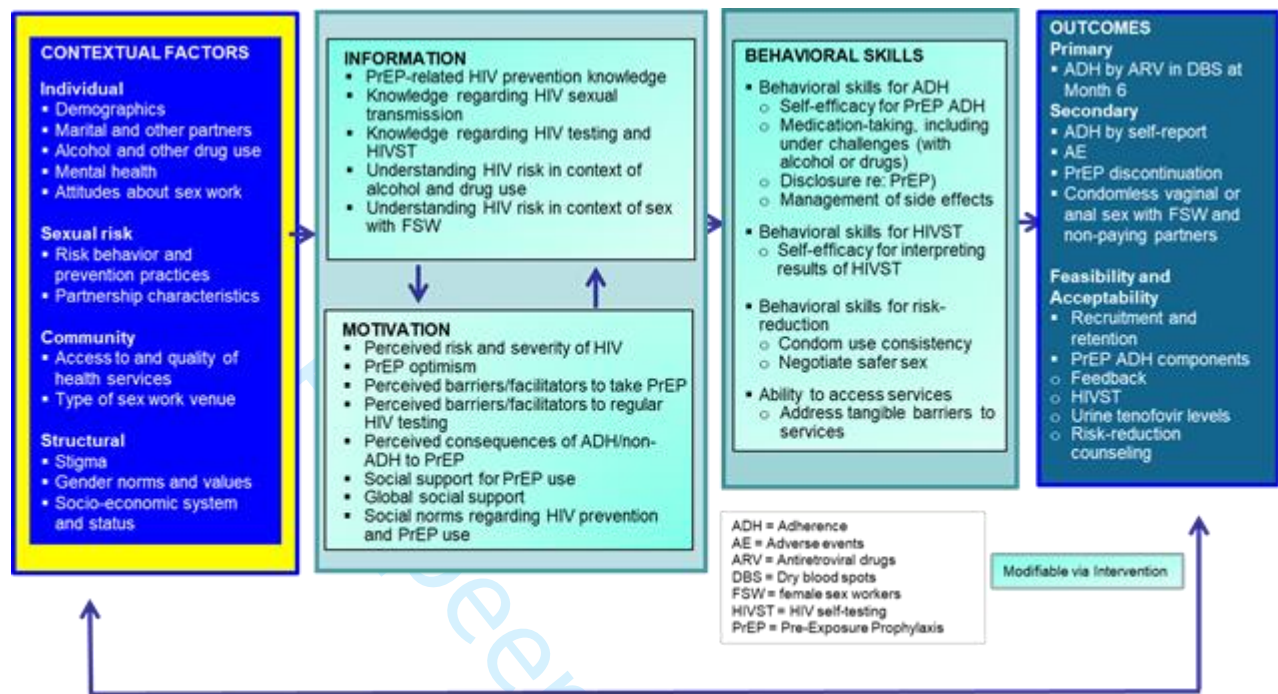 CONTEXTUAL FACTORS
Individual
▪ Demographics
▪ Marital and other partners
▪ Alcohol and other drug use
▪ Mental health
▪ Attitudes about sex work
Sexual risk
▪ Risk behavior and
prevention practices
▪ Partnership characteristics
Community
▪ Access to and quality of
health services
▪ Type of sex work venue
Structural
▪ Stigma
▪ Gender norms and values
▪ Socio-economic system
and status
INFORMATION
▪ PrEP-related HIV prevention knowledge
▪ Knowledge regarding HIV sexual
transmission
▪ Knowledge regarding HIV testing and
HIVST
▪ Understanding HIV risk in context of
alcohol and drug use
▪ Understanding HIV risk in context of sex
with FSW
MOTIVATION
▪ Perceived risk and severity of HIV
▪ PrEP optimism
▪ Perceived barriers/facilitators to take PrEP
▪ Perceived barriers/facilitators to regular
HIV testing
▪ Perceived consequences of ADH/non-
ADH to PrEP
▪ Social support for PrEP use
▪ Global social support
▪ Social norms regarding HIV prevention
and PrEP use
BEHAVIORAL SKILLS
▪ Behavioral skills for ADH
o Self-efficacy for PrEP ADH
o Medication-taking, including
under challenges (with
alcohol or drugs)
o Disclosure re: PrEP)
o Management of side effects
▪ Behavioral skills for HIVST
o Self-efficacy for interpreting
results of HIVST
▪ Behavioral skills for risk-
reduction
o Condom use consistency
o Negotiate safer sex
▪ Ability to access services
o Address tangible barriers to
services
OUTCOMES
Primary
▪ ADH by ARV in DBS at
Month 6
Secondary
▪ ADH by self-report
▪ AE
▪ PrEP discontinuation
▪ Condomless vaginal or
anal sex with FSW and
non-paying partners
Feasibility and
Acceptability
▪ Recruitment and
retention
▪ PrEP ADH components
o Feedback
o HIVST
o Urine tenofovir levels
o Risk-reduction
counseling
ADH = Adherence
AE = Adverse events
ARV = Antiretroviral drugs
DBS = Dry blood spots
FSW = female sex workers
HIVST = HIV self-testing
PrEP = Pre-Exposure Prophylaxis
Modifiable via Intervention